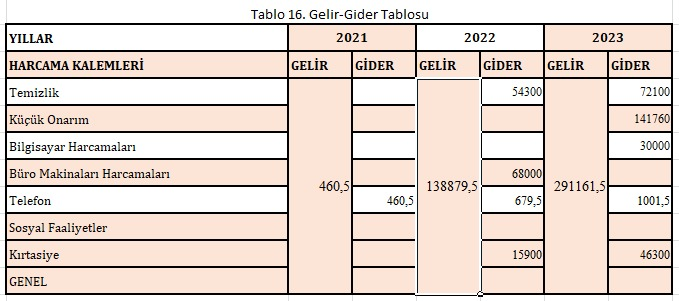 Tablo 16. Gelir-Gider Tablosu
YILLAR 2021 2022 2023
HARCAMA KALEMLERİ GELİR GİDER GELİR GİDER GELİR GİDER
Temizlik 54300 72100
Küçük Onarım 141760
Bilgisayar Harcamaları 30000
Büro Makinaları Harcamaları 68000
460,5 138879,5 291161,5
Telefon 460,5 679,5 1001,5
Sosyal Faaliyetler
Kırtasiye 15900 46300
GENEL